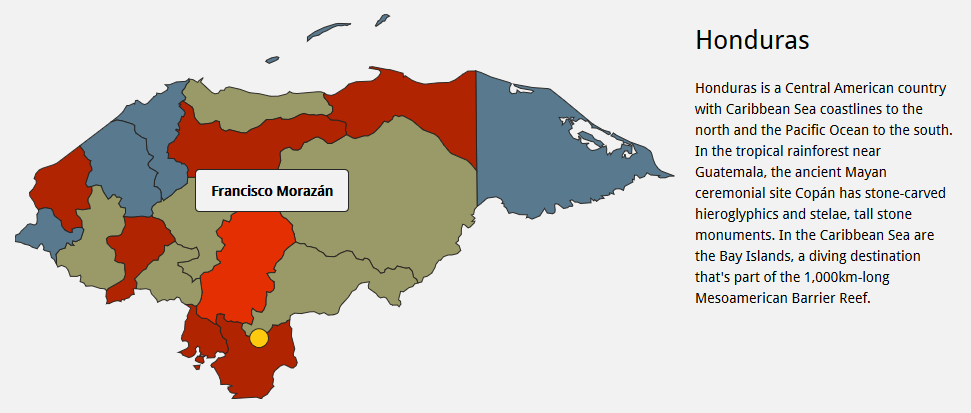 Honduras
Honduras is a Central American country
with Caribbean Sea coastlines to the
north and the Pacific Ocean to the south.
In the tropical rainforest near
Guatemala, the ancient Mayan
ceremonial site Copán has stone-carved
hieroglyphics and stelae, tall stone
monuments. In the Caribbean Sea are
the Bay Islands, a diving destination
that's part of the 1,000km-long
Mesoamerican Barrier Reef.
Francisco Morazán